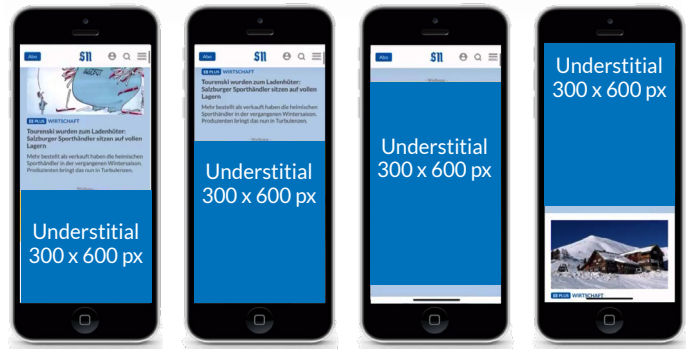 Abo
SN
AUGUST
PLUS WIRTSCHAFT
Tourenski wurden zum Ladenhüter:
Salzburger Sporthändler sitzen auf vollen
Lagern
Mehr bestellt als verkauft haben die heimischen
Sporthändler in der vergangenen Wintersaison.
Produzenten bringt das nun in Turbulenzen.
Understitial
300 x 600 px
Abo
SN
PLUS WIRTSCHAFT
Tourenski wurden zum Ladenhüter:
Salzburger Sporthändler sitzen auf vollen
Lagern
Mehr bestellt als verkauft haben die heimischen
Sporthändler in der vergangenen Wintersaison.
Produzenten bringt das nun in Turbulenzen.
Understitial
300 x 600 px
Abo
SN
Understitial
300 x 600 px
Understitial
300 x 600 px
PLUS WIRTSCHAFT